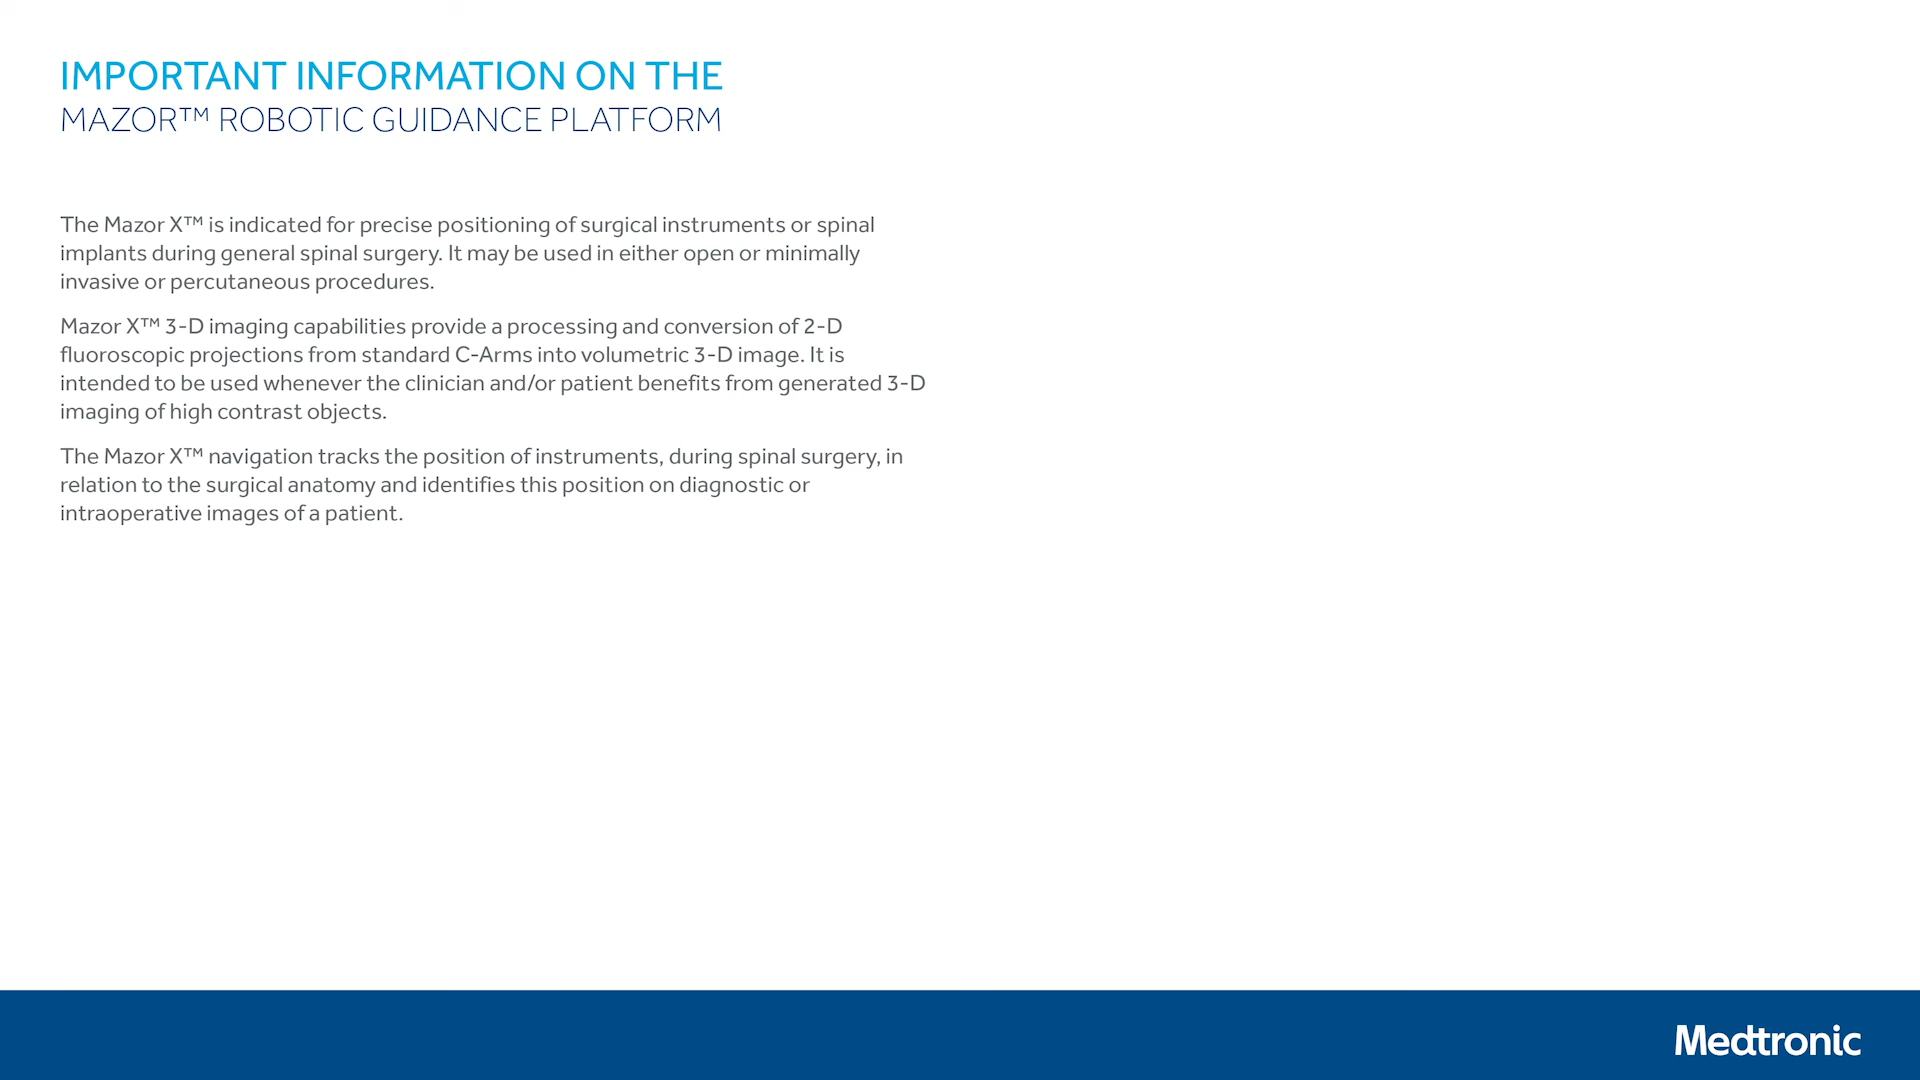 IMPORTANT INFORMATION ON THE
MAZOR™ ROBOTIC GUIDANCE PLATFORM
The Mazor X™ is indicated for precise positioning of surgical instruments or spinal
implants during general spinal surgery. It may be used in either open or minimally
invasive or percutaneous procedures.
Mazor X™ 3-D imaging capabilities provide a processing and conversion of 2-D
fluoroscopic projections from standard C-Arms into volumetric 3-D image. It is
intended to be used whenever the clinician and/or patient benefits from generated 3-D
imaging of high contrast objects.
The Mazor X™ navigation tracks the position of instruments, during spinal surgery, in
relation to the surgical anatomy and identifies this position on diagnostic or
intraoperative images of a patient.
Medtronic